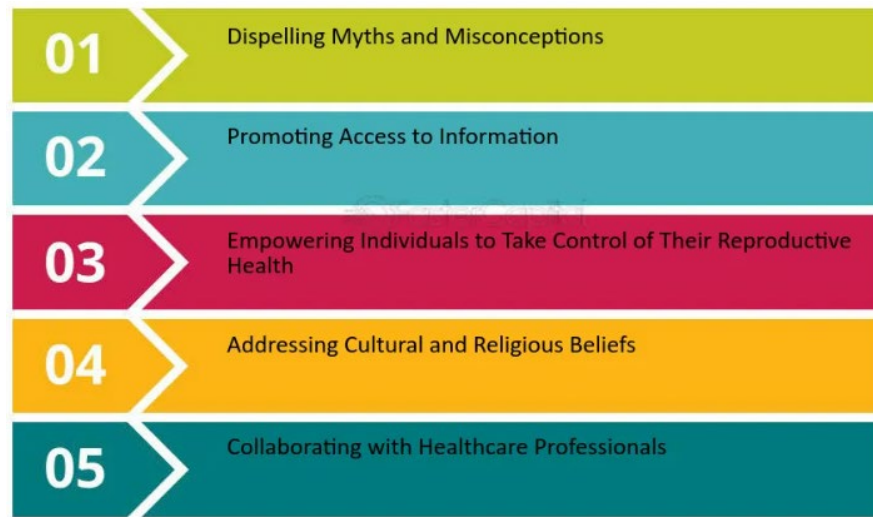 01
Dispelling Myths and Misconceptions
02
Promoting Access to Information
FasterCapital
03
Empowering Individuals to Take Control of Their Reproductive
Health
04
Addressing Cultural and Religious Beliefs
05
Collaborating with Healthcare Professionals